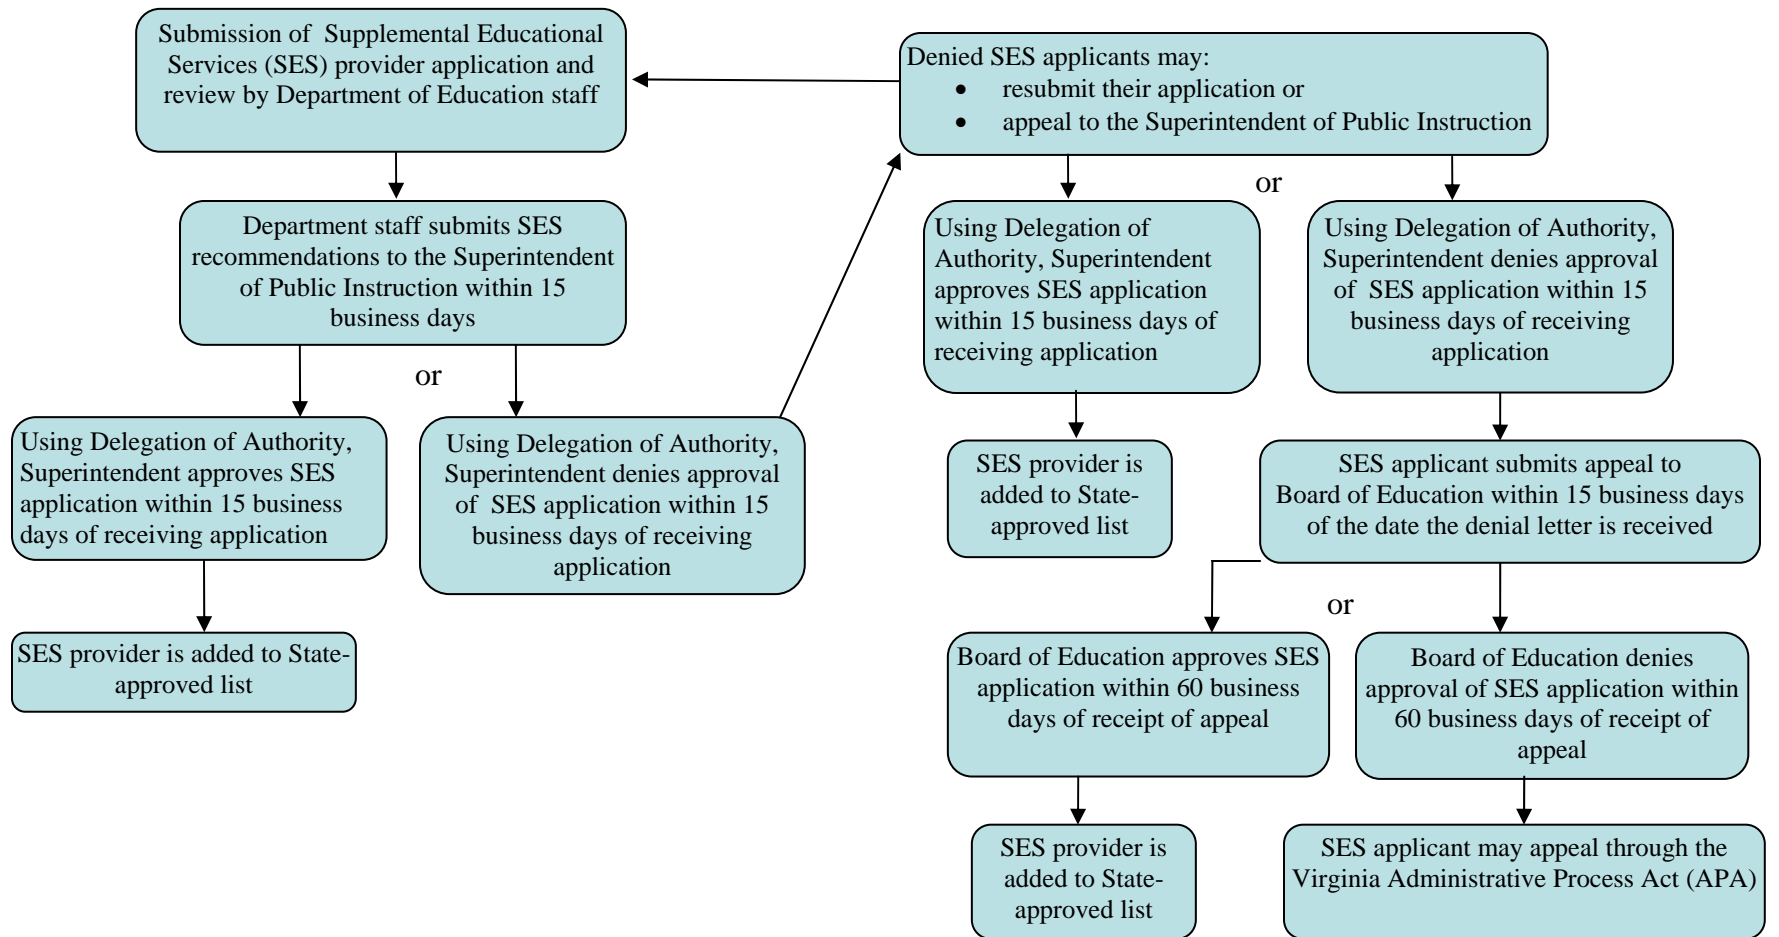 Submission of Supplemental Educational
Services (SES) provider application and
review by Department of Education staff
Department staff submits SES
recommendations to the Superintendent
of Public Instruction within 15
business days
or
Using Delegation of Authority,
Superintendent approves SES
application within 15 business
days of receiving application
Using Delegation of Authority,
Superintendent denies approval
of SES application within 15
business days of receiving
application
SES provider is added to State-
approved list
Denied SES applicants may:
• resubmit their application or
• appeal to the Superintendent of Public Instruction
or
Using Delegation of
Authority, Superintendent
approves SES application
within 15 business days of
receiving application
Using Delegation of Authority,
Superintendent denies approval
of SES application within 15
business days of receiving
application
SES provider is
added to State-
approved list
SES applicant submits appeal to
Board of Education within 15 business days
of the date the denial letter is received
or
Board of Education approves SES
application within 60 business
days of receipt of appeal
Board of Education denies
approval of SES application within
60 business days of receipt of
appeal
SES provider is
added to State-
approved list
SES applicant may appeal through the
Virginia Administrative Process Act (APA)